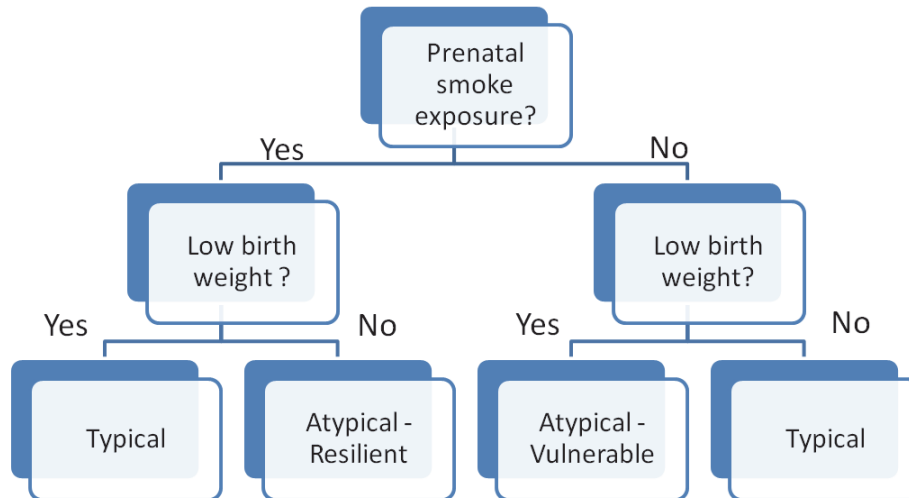 Prenatal
smoke
exposure?
Yes
No
Low birth
weight ?
Low birth
weight?
Yes
No
Yes
No
Typical
Atypical -
Resilient
Atypical -
Vulnerable
Typical